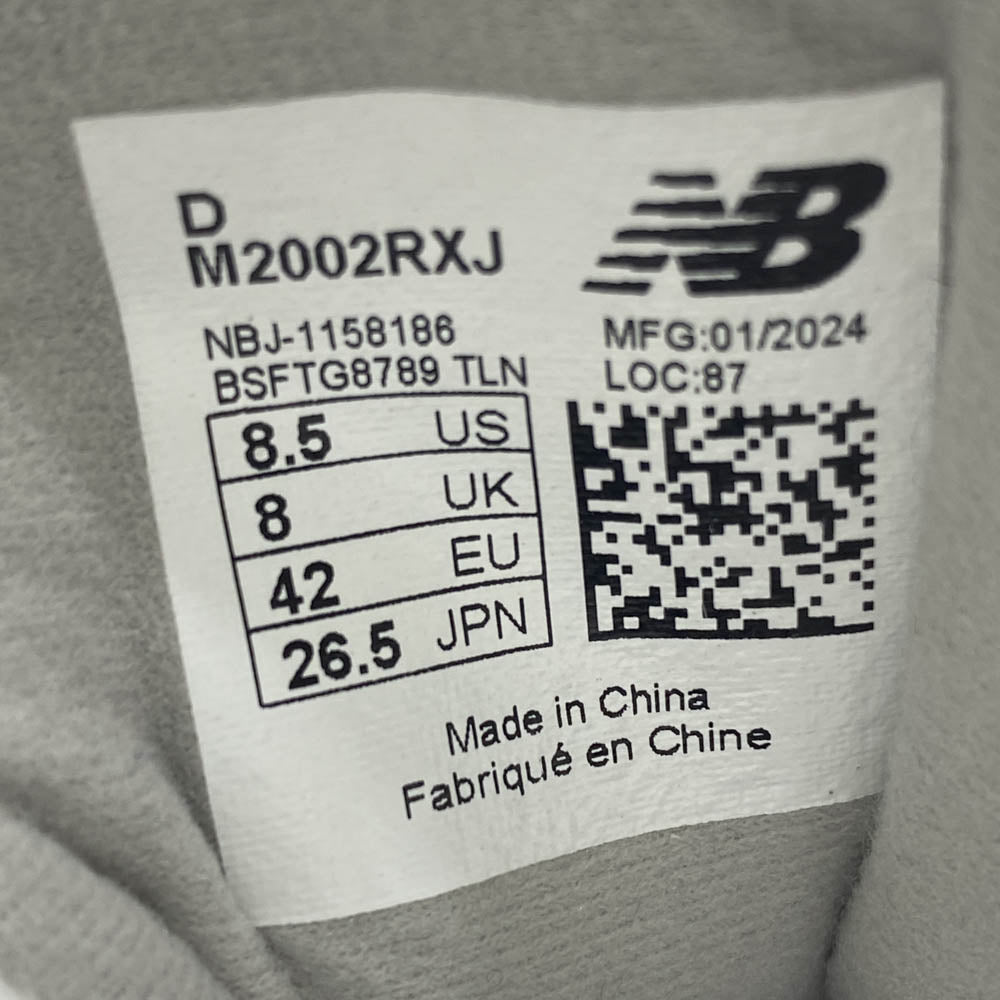 D
M2002RXJ
NB
NBJ-1158186
BSFTG8789 TLN
MFG:01/2024
LOC:87
8.5 US
8 UK
42 EU
26.5 JPN
Made in China
Fabriqué en Chine